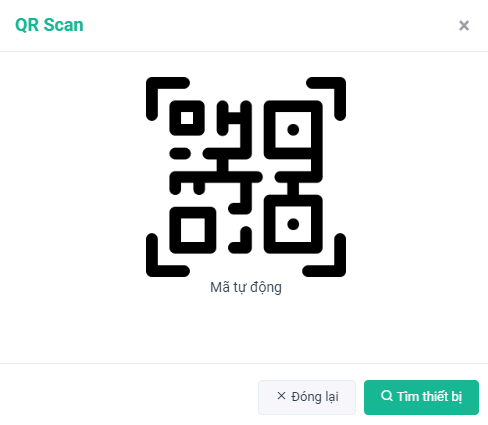 QR Scan
×
Mã tự động
× Đóng lại
Tìm thiết bị